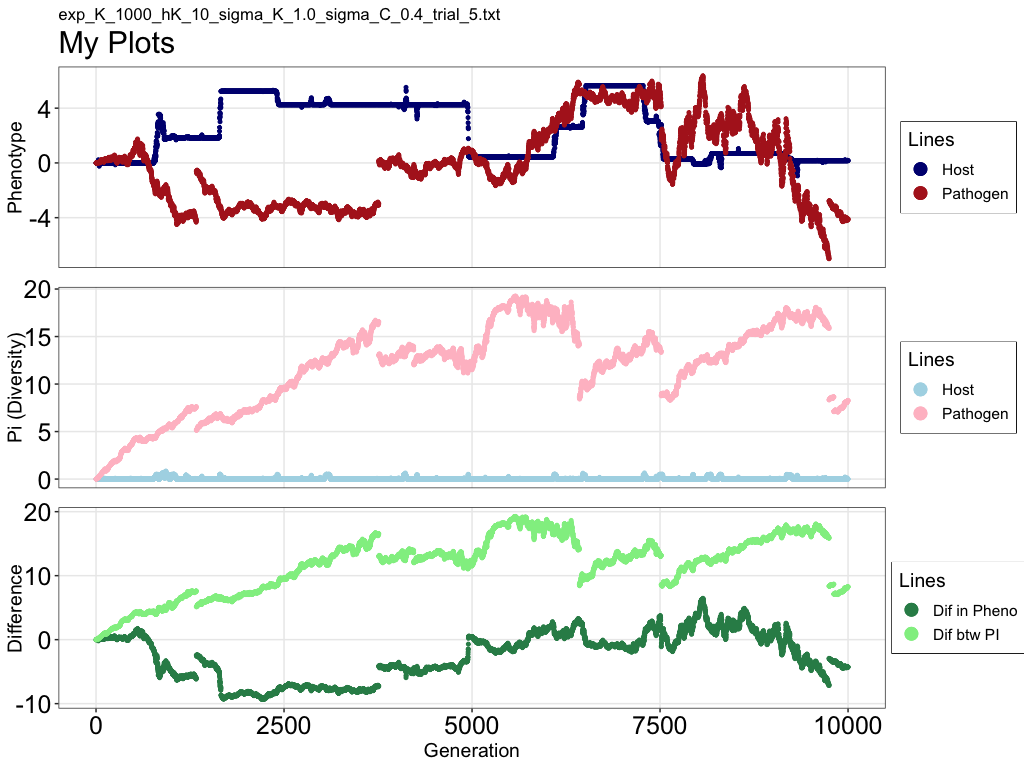 exp_K_1000_hK_10_sigma_K_1.0_sigma_C_0.4_trial_5.txt
My Plots
Phenotype
4
0
-4
Lines
Host
Pathogen
Pi (Diversity)
20
15
10
5
0
Lines
Host
Pathogen
Difference
20
10
0
-10
Lines
Dif in Pheno
Dif btw PI
0
2500
5000
7500
10000
Generation